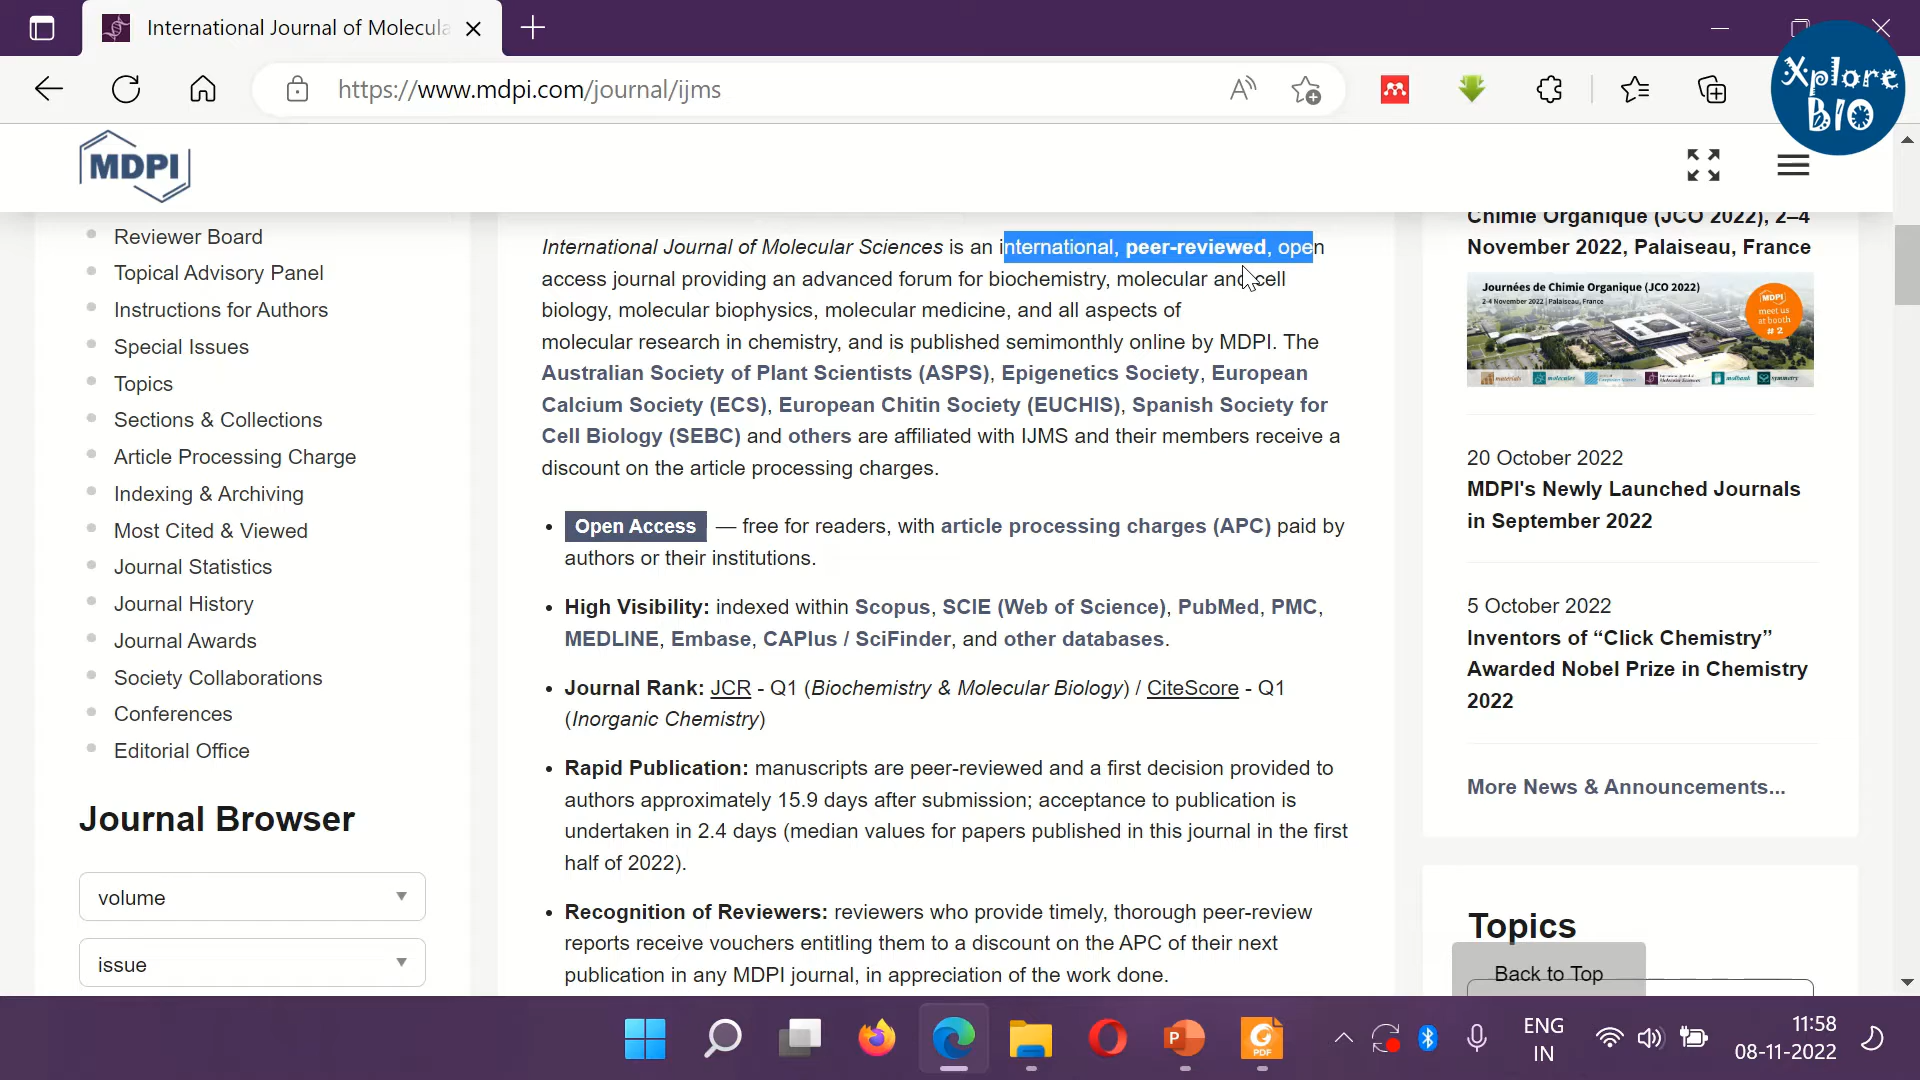 International Journal of Molecula
https://www.mdpi.com/journal/ijms
Xplore
BIO
MDPI
Reviewer Board
Topical Advisory Panel
Instructions for Authors
Special Issues
Topics
Sections & Collections
Article Processing Charge
Indexing & Archiving
Most Cited & Viewed
Journal Statistics
Journal History
Journal Awards
Society Collaborations
Conferences
Editorial Office
Journal Browser
volume
issue
International Journal of Molecular Sciences is an international, peer-reviewed, open
access journal providing an advanced forum for biochemistry, molecular and cell
biology, molecular biophysics, molecular medicine, and all aspects of
molecular research in chemistry, and is published semimonthly online by MDPI. The
Australian Society of Plant Scientists (ASPS), Epigenetics Society, European
Calcium Society (ECS), European Chitin Society (EUCHIS), Spanish Society for
Cell Biology (SEBC) and others are affiliated with IJMS and their members receive a
discount on the article processing charges.
Open Access — free for readers, with article processing charges (APC) paid by
authors or their institutions.
High Visibility: indexed within Scopus, SCIE (Web of Science), PubMed, PMC,
MEDLINE, Embase, CAPlus / SciFinder, and other databases.
Journal Rank: JCR - Q1 (Biochemistry & Molecular Biology) / CiteScore - Q1
(Inorganic Chemistry)
Rapid Publication: manuscripts are peer-reviewed and a first decision provided to
authors approximately 15.9 days after submission; acceptance to publication is
undertaken in 2.4 days (median values for papers published in this journal in the first
half of 2022).
Recognition of Reviewers: reviewers who provide timely, thorough peer-review
reports receive vouchers entitling them to a discount on the APC of their next
publication in any MDPI journal, in appreciation of the work done.
Chimie Organique (JCO 2022), 2–4
November 2022, Palaiseau, France
Journées de Chimie Organique (JCO 2022)
2-4 November 2022 | Palaiseau, France
MDPI
meet us
at booth
# 2
20 October 2022
MDPI's Newly Launched Journals
in September 2022
5 October 2022
Inventors of “Click Chemistry”
Awarded Nobel Prize in Chemistry
2022
More News & Announcements...
Topics
Back to Top
P
PDF
ENG
IN
11:58
08-11-2022